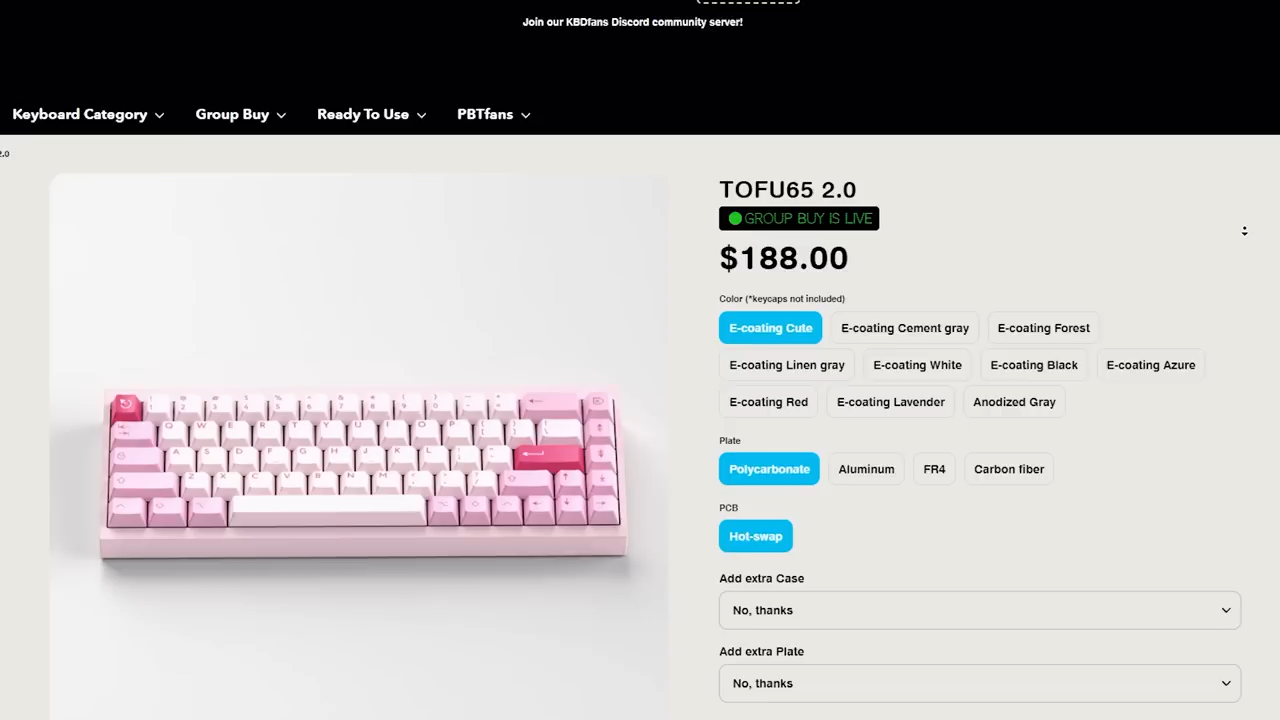 Join our KBDfans Discord community server!
Keyboard Category
Group Buy
Ready To Use
PBTfans
2.0
TOFU65 2.0
GROUP BUY IS LIVE
$188.00
Color (*keycaps not included)
E-coating Cute
E-coating Cement gray
E-coating Forest
E-coating Linen gray
E-coating White
E-coating Black
E-coating Azure
E-coating Red
E-coating Lavender
Anodized Gray
Plate
Polycarbonate
Aluminum
FR4
Carbon fiber
PCB
Hot-swap
Add extra Case
No, thanks
Add extra Plate
No, thanks
Q W E R T Y U I O P
A S D F G H J K L
Z X C V B N M